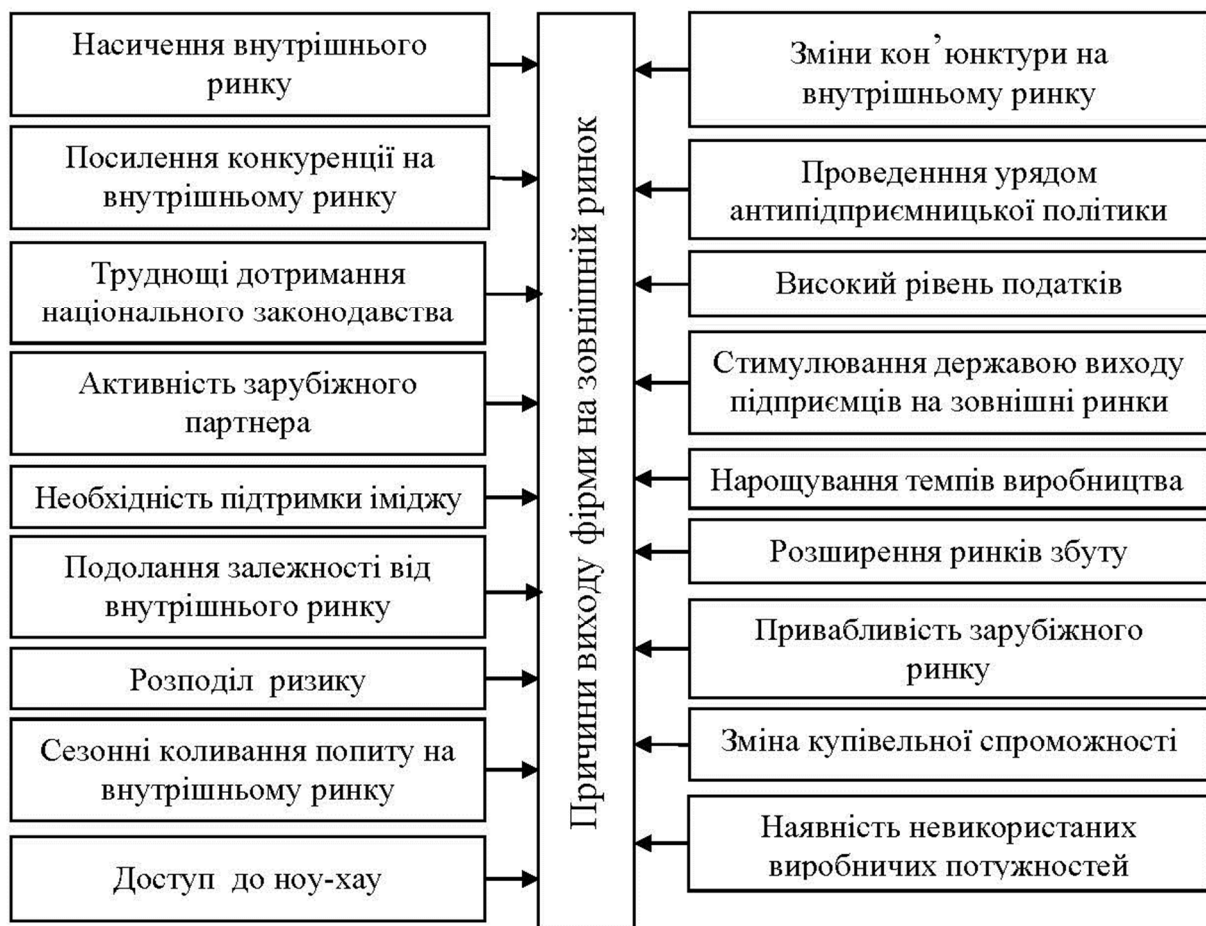 Насичення внутрішнього
ринку
Посилення конкуренції на
внутрішньому ринку
Труднощі дотримання
національного законодавства
Активність зарубіжного
партнера
Необхідність підтримки іміджу
Подолання залежності від
внутрішнього ринку
Розподіл ризику
Сезонні коливання попиту на
внутрішньому ринку
Доступ до ноу-хау
Причини виходу фірми на зовнішній ринок
Зміни кон’юнктури на
внутрішньому ринку
Проведенння урядом
антипідприємницької політики
Високий рівень податків
Стимулювання державою виходу
підприємців на зовнішні ринки
Нарощування темпів виробництва
Розширення ринків збуту
Привабливість зарубіжного
ринку
Зміна купівельної спроможності
Наявність невикористаних
виробничих потужностей